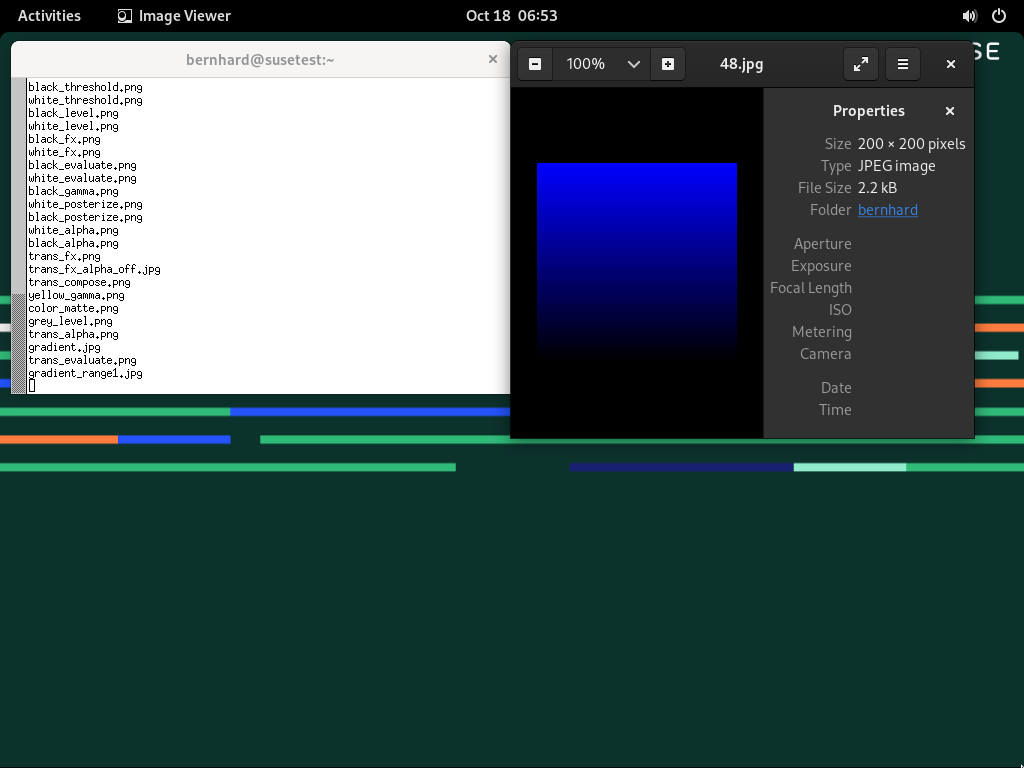 Activities Image Viewer Oct 18 06:53
SE
bernhard@susetest:~
black_threshold.png
white_threshold.png
black_level.png
white_level.png
black_fx.png
white_fx.png
black_evaluate.png
white_evaluate.png
black_gamma.png
white_posterize.png
black_posterize.png
white_alpha.png
black_alpha.png
trans_fx.png
trans_fx_alpha_off.jpg
trans_compose.png
yellow_gamma.png
color_matte.png
grey_level.png
trans_alpha.png
gradient.jpg
trans_evaluate.png
gradient_range1.jpg
100% 48.jpg
Properties
Size 200 × 200 pixels
Type JPEG image
File Size 2.2 kB
Folder bernhard
Aperture
Exposure
Focal Length
ISO
Metering
Camera
Date
Time